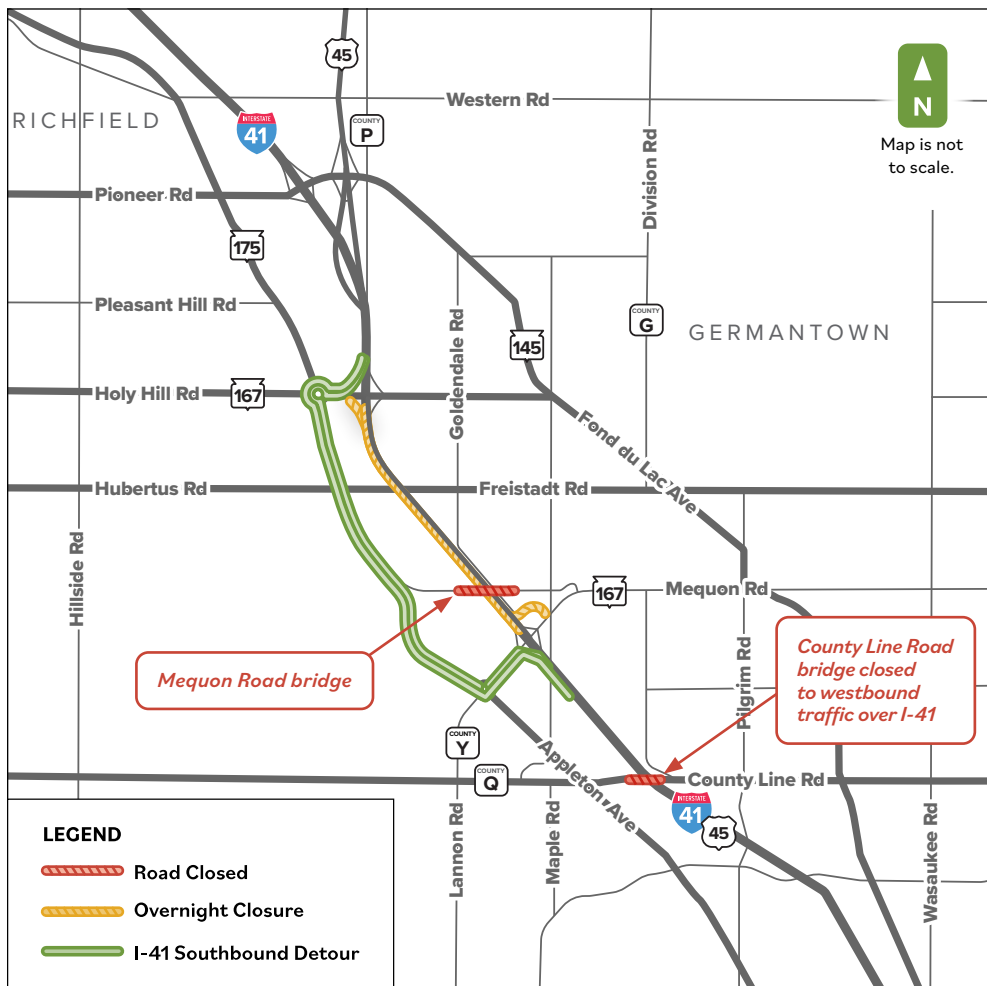 45
Western Rd
N
Map is not
to scale.
RICHFIELD
INTERSTATE
41
COUNTY
P
Division Rd
Pioneer Rd
175
Pleasant Hill Rd
COUNTY
G
GERMANTOWN
Goldendale Rd
145
Holy Hill Rd
167
Fond du Lac Ave
Hubertus Rd
Freistadt Rd
Hillside Rd
167
Mequon Rd
Mequon Road bridge
County Line Road
bridge closed
to westbound
traffic over I-41
Pilgrim Rd
COUNTY
Y
COUNTY
Q
Appleton Ave
County Line Rd
INTERSTATE
41
45
Lannon Rd
Maple Rd
Wasaukee Rd
LEGEND
Road Closed
Overnight Closure
I-41 Southbound Detour